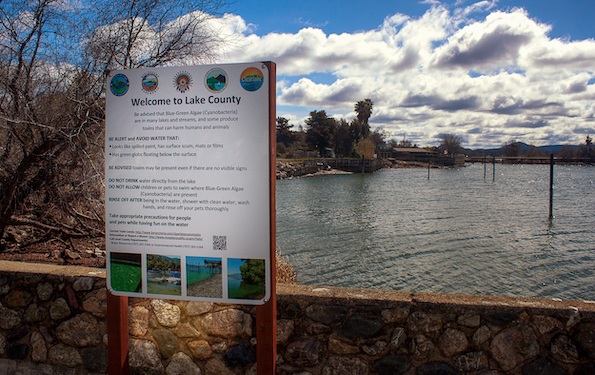 Welcome to Lake County
Be advised that Blue-Green Algae (Cyanobacteria)
are in many lakes and streams, and some produce
toxins that can harm humans and animals
BE ALERT and AVOID WATER THAT:
•Looks like spilled paint, has surface scum, mats or films
•Has green globs floating below the surface
BE ADVISED toxins may be present even if there are no visible signs
DO NOT DRINK water directly from the lake
DO NOT ALLOW children or pets to swim where Blue-Green Algae
(Cyanobacteria) are present
RINSE OFF AFTER being in the water, shower with clean water, wash
hands, and rinse off your pets thoroughly
Take appropriate precautions for people
and pets while having fun on the water